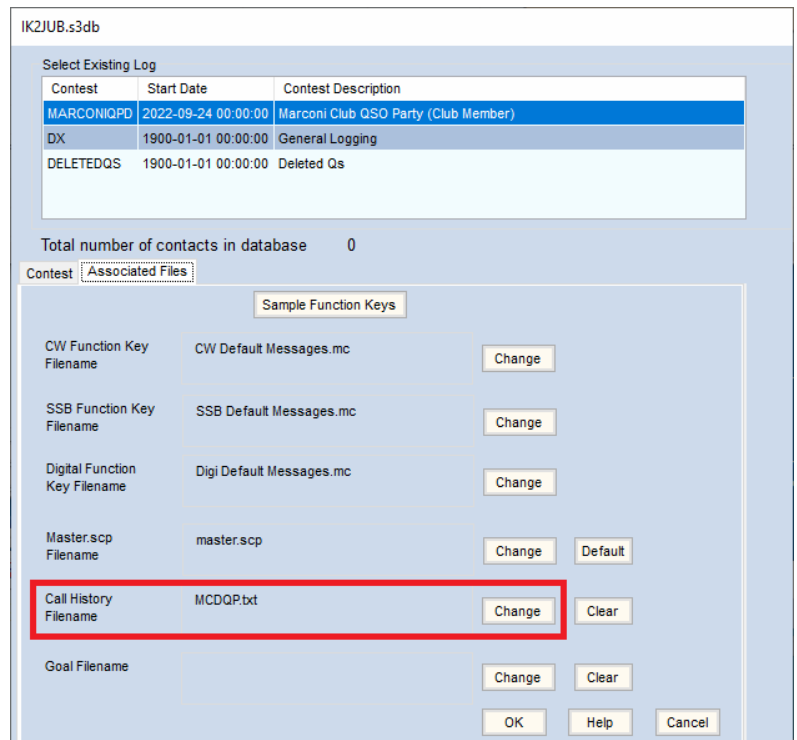 IK2JUB.s3db
Select Existing Log
Contest Start Date Contest Description
MARCONIQPD 2022-09-24 00:00:00 Marconi Club QSO Party (Club Member)
DX 1900-01-01 00:00:00 General Logging
DELETEDQS 1900-01-01 00:00:00 Deleted Qs
Total number of contacts in database 0
Contest Associated Files
Sample Function Keys
CW Function Key
Filename
CW Default Messages.mc
Change
SSB Function Key
Filename
SSB Default Messages.mc
Change
Digital Function
Key Filename
Digi Default Messages.mc
Change
Master.scp
Filename
master.scp
Change Default
Call History
Filename
MCDQP.txt
Change Clear
Goal Filename
Change Clear
OK Help Cancel